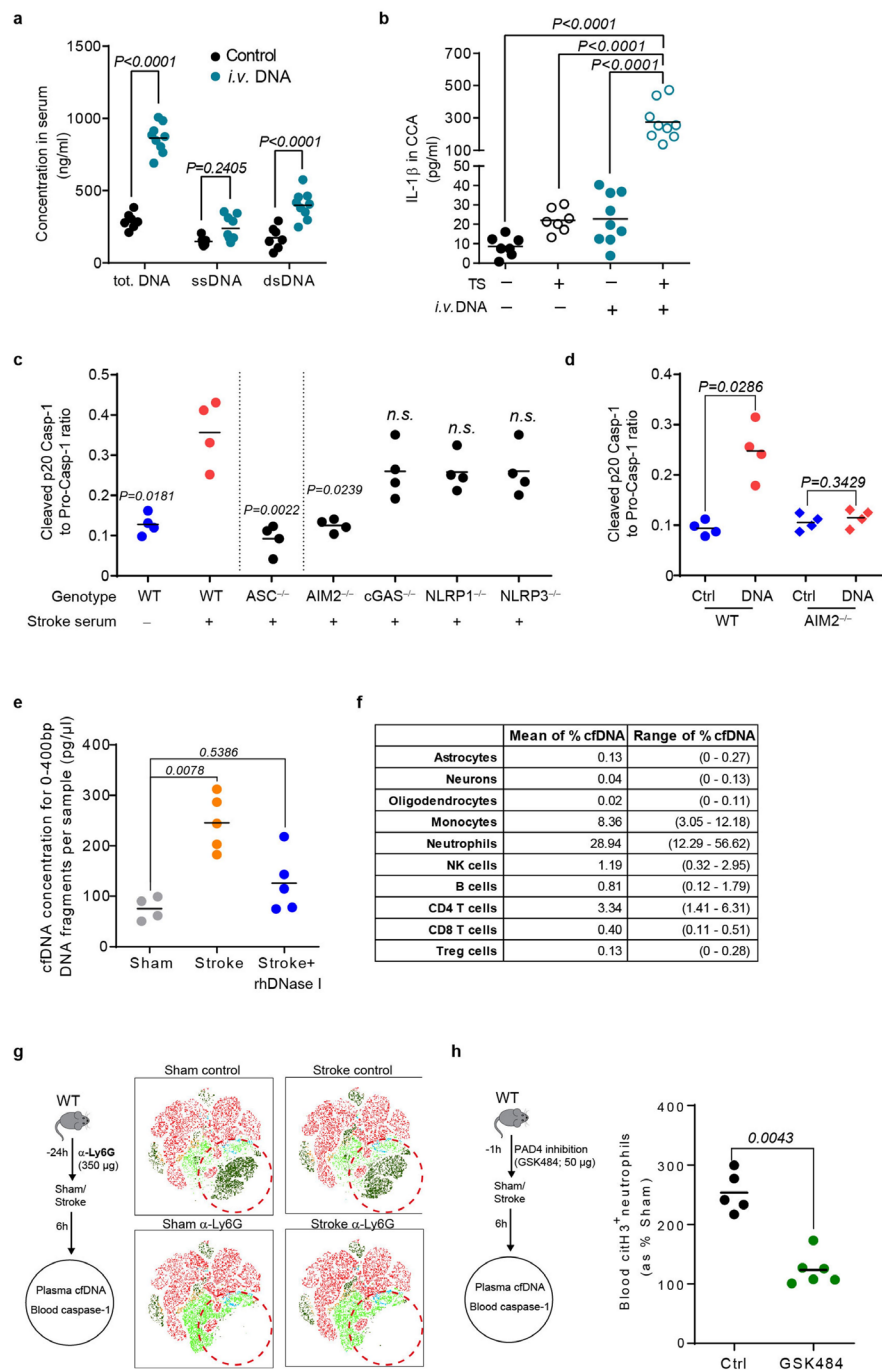 a
Concentration in serum
(ng/ml)
1500
1000
500
0
Control
i.v. DNA
P<0.0001
P=0.2405
P<0.0001
tot. DNA ssDNA dsDNA
b
IL-1β in CCA
(pg/ml)
700
500
300
100
50
40
30
20
10
0
P<0.0001
P<0.0001
P<0.0001
TS – + – +
i.v. DNA – – + +
c
Cleaved p20 Casp-1
to Pro-Casp-1 ratio
0.5
0.4
0.3
0.2
0.1
0
P=0.0181
P=0.0022
P=0.0239
n.s.
n.s.
n.s.
Genotype WT WT ASC–/– AIM2–/– cGAS–/– NLRP1–/– NLRP3–/–
Stroke serum – + + + + + +
d
Cleaved p20 Casp-1
to Pro-Casp-1 ratio
0.4
0.3
0.2
0.1
0.0
P=0.0286
P=0.3429
Ctrl DNA Ctrl DNA
WT AIM2–/–
e
cfDNA concentration for 0-400bp
DNA fragments per sample (pg/µl)
400
300
200
100
0
0.5386
0.0078
Sham Stroke Stroke+
rhDNase I
f
Mean of % cfDNA Range of % cfDNA
Astrocytes 0.13 (0 - 0.27)
Neurons 0.04 (0 - 0.13)
Oligodendrocytes 0.02 (0 - 0.11)
Monocytes 8.36 (3.05 - 12.18)
Neutrophils 28.94 (12.29 - 56.62)
NK cells 1.19 (0.32 - 2.95)
B cells 0.81 (0.12 - 1.79)
CD4 T cells 3.34 (1.41 - 6.31)
CD8 T cells 0.40 (0.11 - 0.51)
Treg cells 0.13 (0 - 0.28)
g
WT
-24h α-Ly6G
(350 µg)
Sham/
Stroke
6h
Plasma cfDNA
Blood caspase-1
Sham control
Stroke control
Sham α-Ly6G
Stroke α-Ly6G
h
WT
-1h PAD4 inhibition
(GSK484; 50 µg)
Sham/
Stroke
6h
Plasma cfDNA
Blood caspase-1
Blood citH3+ neutrophils
(as % Sham)
400
300
200
100
0
0.0043
Ctrl GSK484